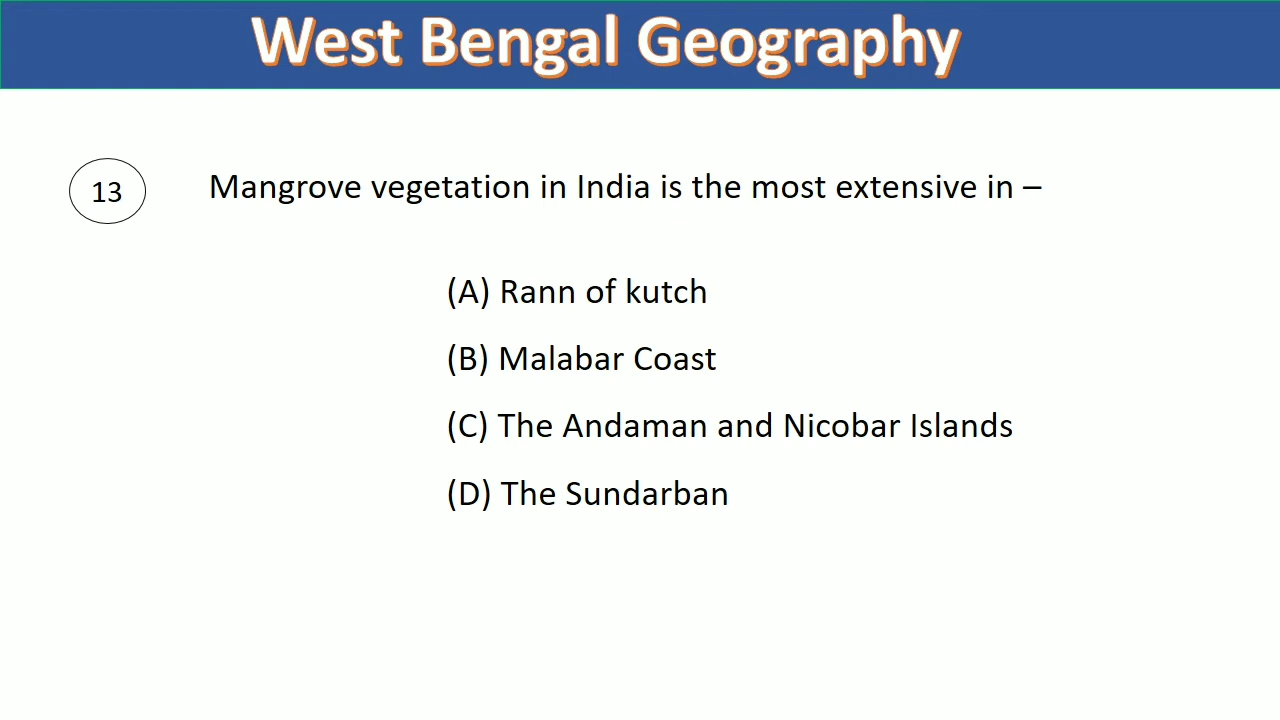 West Bengal Geography
13 Mangrove vegetation in India is the most extensive in –
(A) Rann of kutch
(B) Malabar Coast
(C) The Andaman and Nicobar Islands
(D) The Sundarban